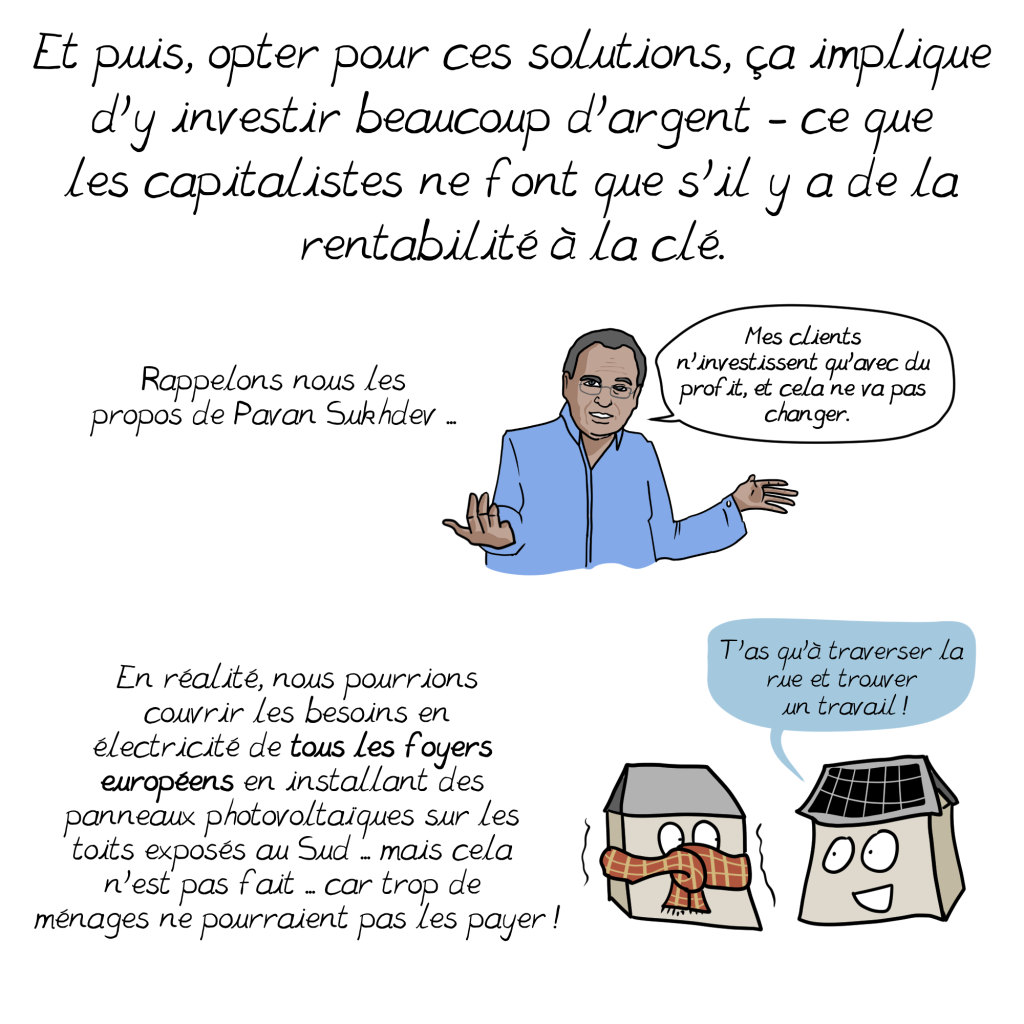 Et puis, opter pour ces solutions, ça implique
d'y investir beaucoup d'argent - ce que
les capitalistes ne font que s'il y a de la
rentabilité à la clé.
Rappelons nous les
propos de Pavan Sukhdev ...
Mes clients
n'investissent qu'avec du
profit, et cela ne va pas
changer.
En réalité, nous pourrions
couvrir les besoins en
électricité de tous les foyers
européens en installant des
panneaux photovoltaïques sur les
toits exposés au Sud ... mais cela
n'est pas fait ... car trop de
ménages ne pourraient pas les payer !
T'as qu'à traverser la
rue et trouver
un travail !